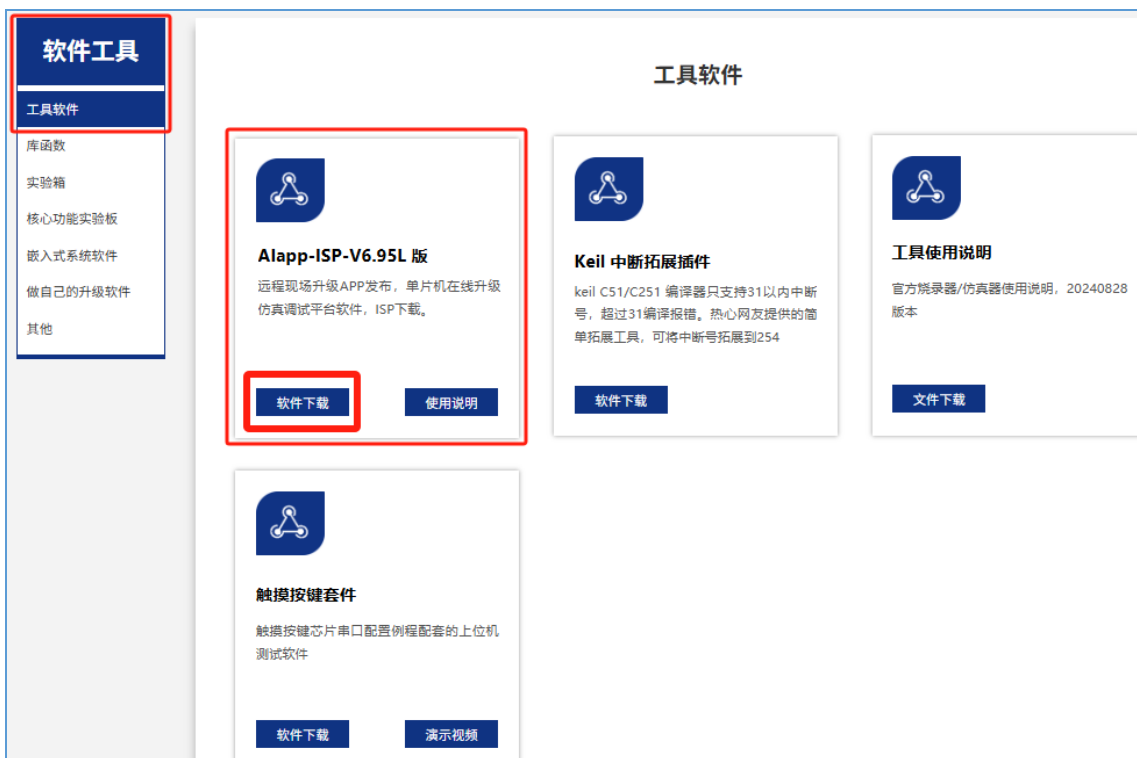 软件工具
工具软件
库函数
实验箱
核心功能实验板
嵌入式系统软件
做自己的升级软件
其他
工具软件
AIapp-ISP-V6.95L 版
远程现场升级APP发布，单片机在线升级
仿真调试平台软件，ISP下载。
软件下载
使用说明
Keil 中断拓展插件
keil C51/C251 编译器只支持31以内中断
号，超过31编译报错。热心网友提供的简
单拓展工具，可将中断号拓展到254
软件下载
工具使用说明
官方烧录器/仿真器使用说明，20240828
版本
文件下载
触摸按键套件
触摸按键芯片串口配置例程配套的上位机
测试软件
软件下载
演示视频